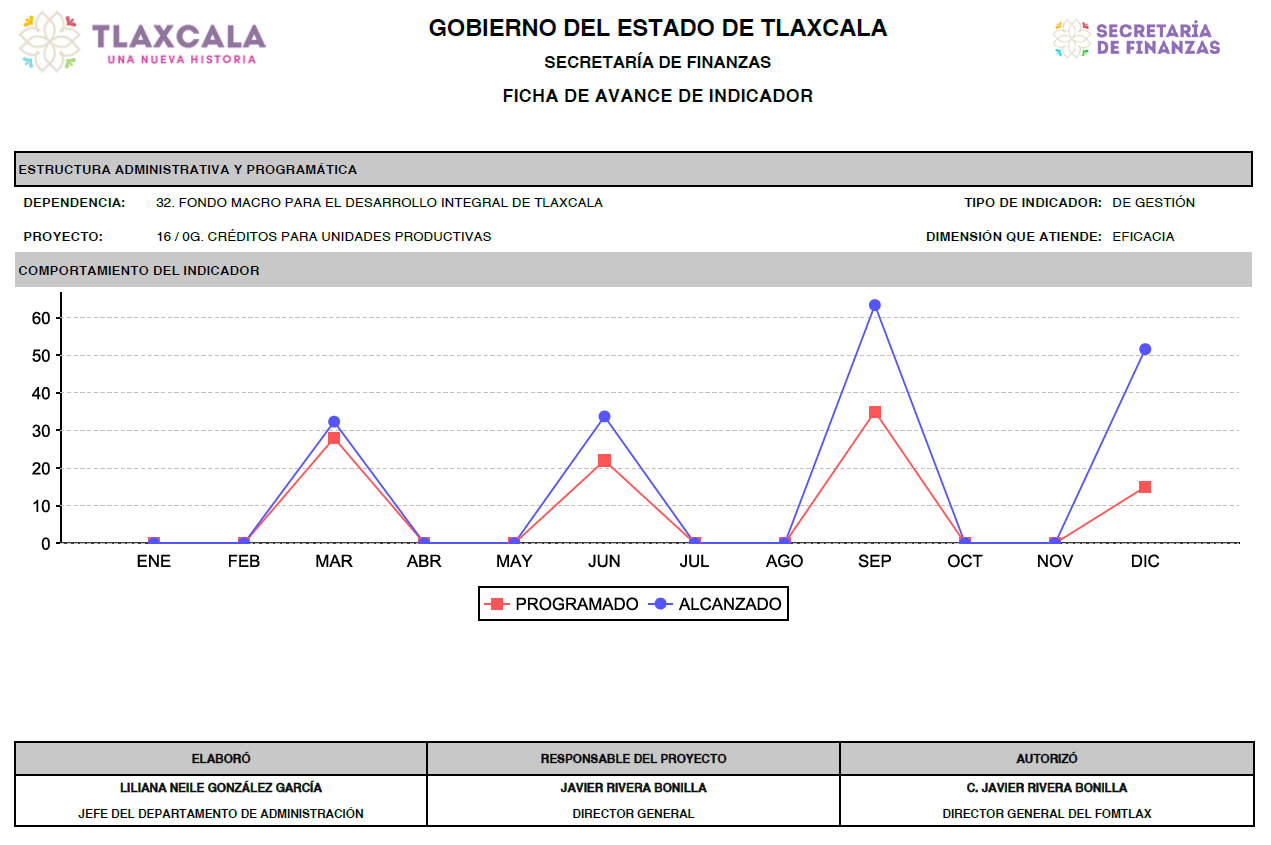 TLAXCALA
UNA NUEVA HISTORIA
GOBIERNO DEL ESTADO DE TLAXCALA
SECRETARÍA DE FINANZAS
FICHA DE AVANCE DE INDICADOR
SECRETARÍA
DE FINANZAS
ESTRUCTURA ADMINISTRATIVA Y PROGRAMÁTICA
DEPENDENCIA: 32. FONDO MACRO PARA EL DESARROLLO INTEGRAL DE TLAXCALA TIPO DE INDICADOR: DE GESTIÓN
PROYECTO: 16 / 0G. CRÉDITOS PARA UNIDADES PRODUCTIVAS DIMENSIÓN QUE ATIENDE: EFICACIA
COMPORTAMIENTO DEL INDICADOR
60
50
40
30
20
10
0
ENE FEB MAR ABR MAY JUN JUL AGO SEP OCT NOV DIC
PROGRAMADO ALCANZADO
ELABORÓ RESPONSABLE DEL PROYECTO AUTORIZÓ
LILIANA NEILE GONZÁLEZ GARCÍA JAVIER RIVERA BONILLA C. JAVIER RIVERA BONILLA
JEFE DEL DEPARTAMENTO DE ADMINISTRACIÓN DIRECTOR GENERAL DIRECTOR GENERAL DEL FOMTLAX